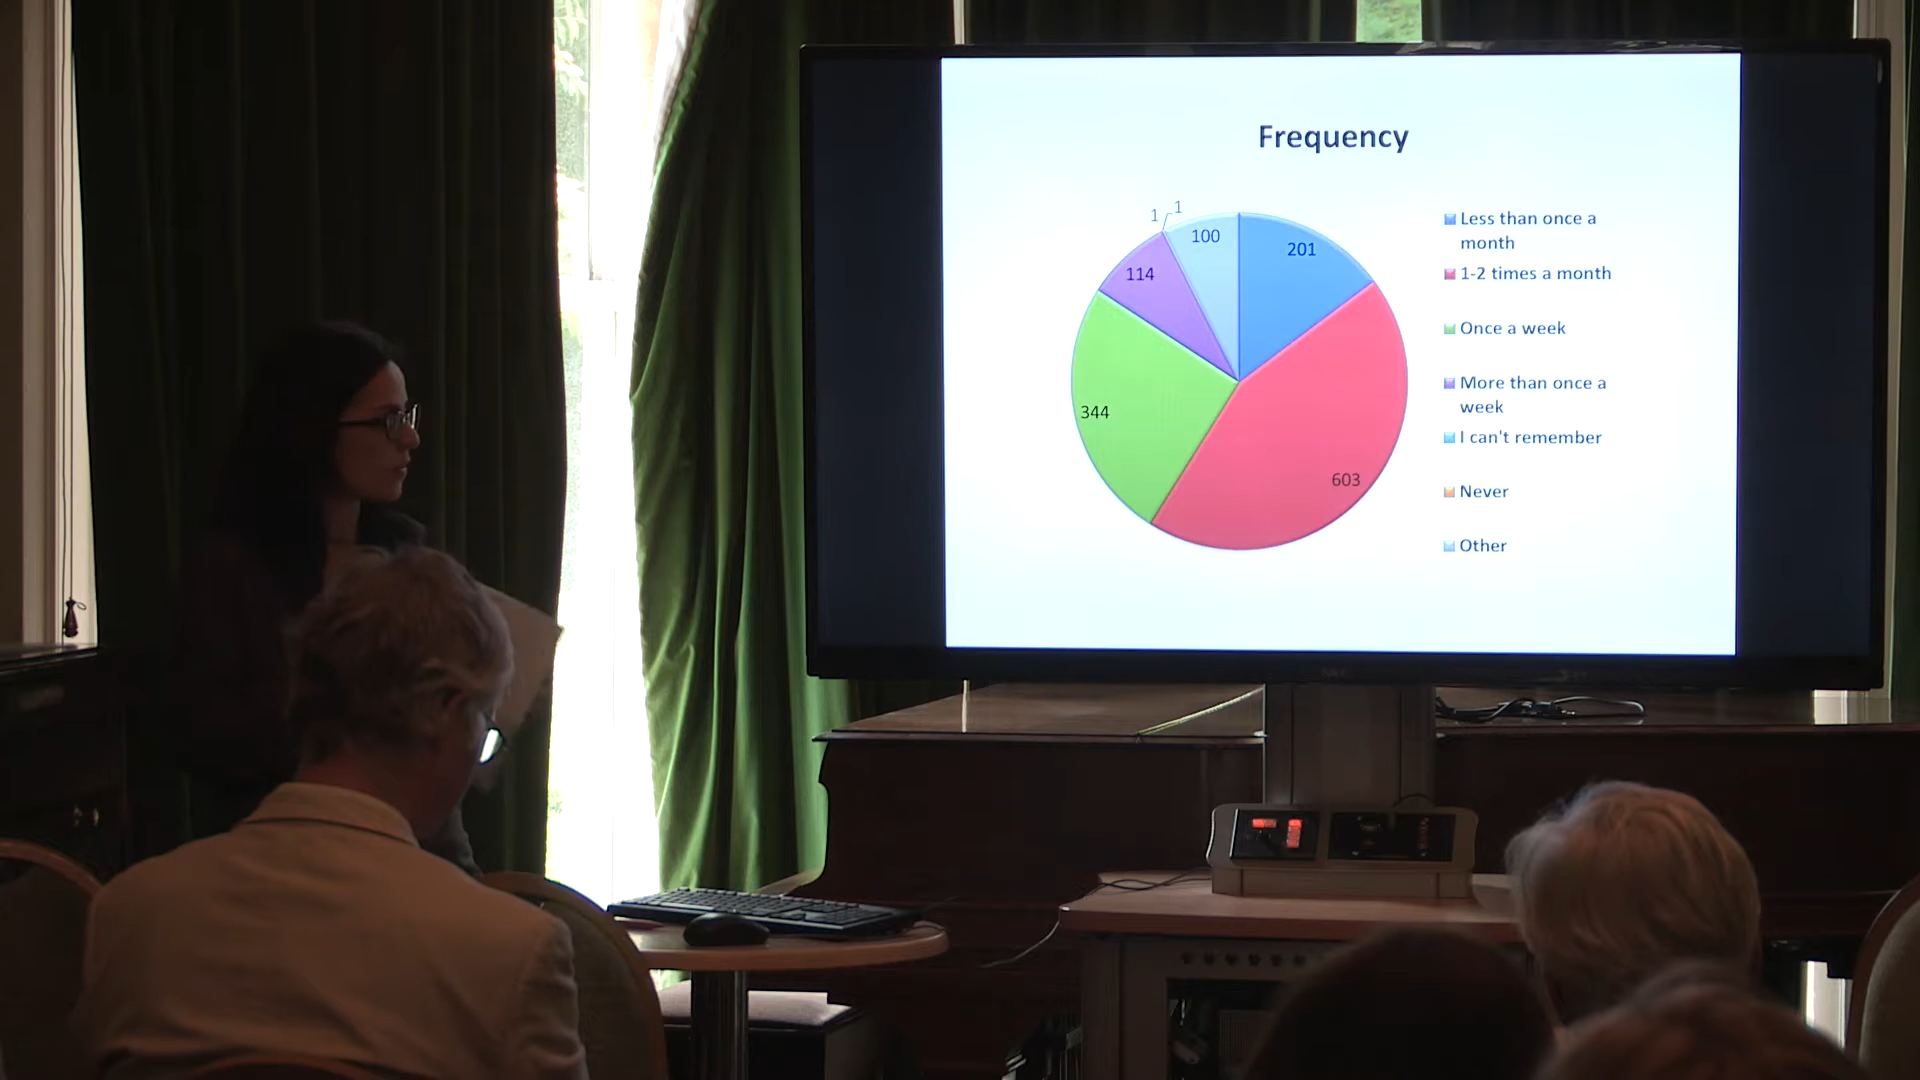 Frequency
1
1
100
201
114
344
603
Less than once a
month
1-2 times a month
Once a week
More than once a
week
I can't remember
Never
Other